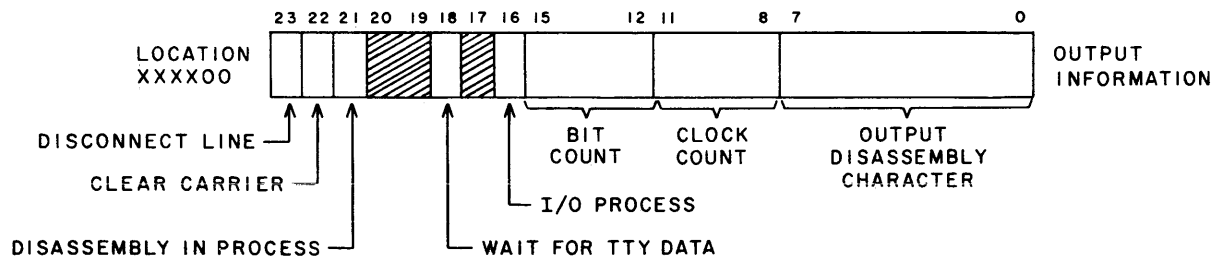 23 22 21 20 19 18 17 16 15 12 11 8 7 0
LOCATION
XXXX00
OUTPUT
INFORMATION
DISCONNECT LINE
CLEAR CARRIER
DISASSEMBLY IN PROCESS
WAIT FOR TTY DATA
I/O PROCESS
BIT
COUNT
CLOCK
COUNT
OUTPUT
DISASSEMBLY
CHARACTER